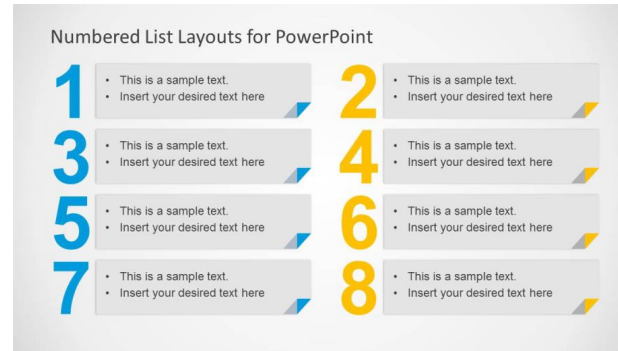 Numbered List Layouts for PowerPoint
1
• This is a sample text.
• Insert your desired text here
2
• This is a sample text.
• Insert your desired text here
3
• This is a sample text.
• Insert your desired text here
4
• This is a sample text.
• Insert your desired text here
5
• This is a sample text.
• Insert your desired text here
6
• This is a sample text.
• Insert your desired text here
7
• This is a sample text.
• Insert your desired text here
8
• This is a sample text.
• Insert your desired text here